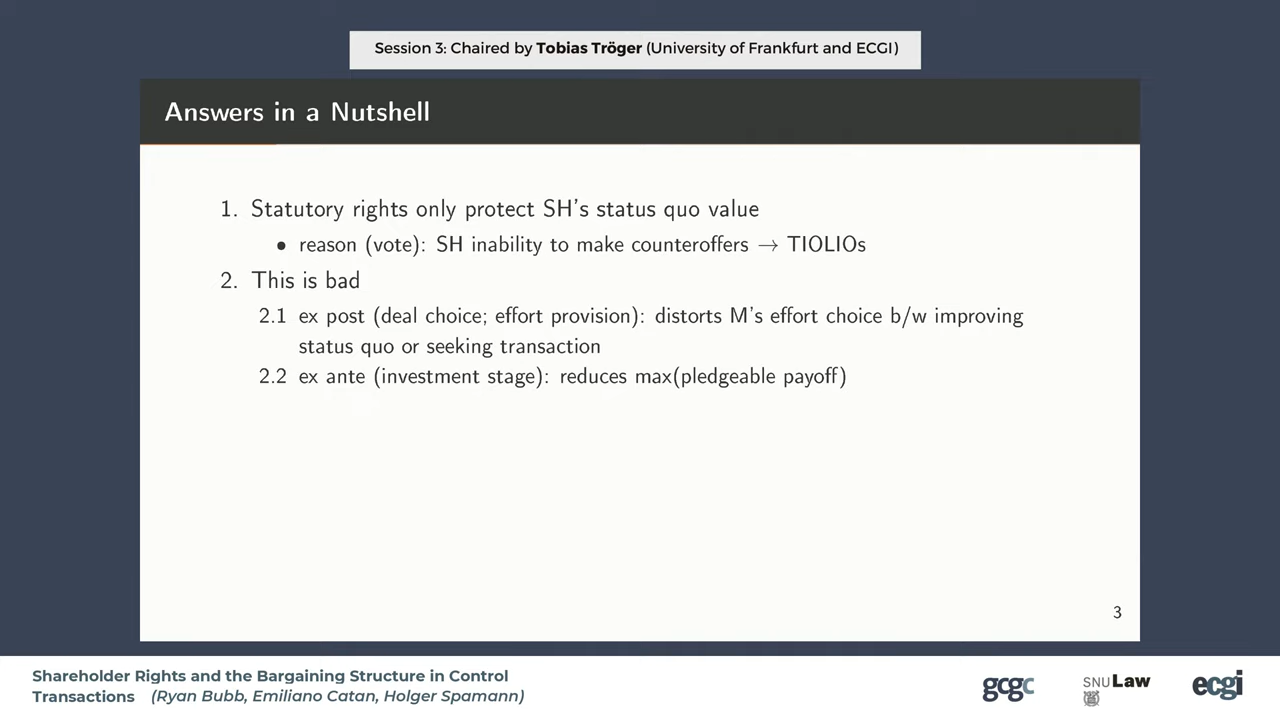 Session 3: Chaired by Tobias Tröger (University of Frankfurt and ECGI)
Answers in a Nutshell
1. Statutory rights only protect SH's status quo value
• reason (vote): SH inability to make counteroffers → TIOLIOs
2. This is bad
2.1 ex post (deal choice; effort provision): distorts M's effort choice b/w improving
status quo or seeking transaction
2.2 ex ante (investment stage): reduces max(pledgeable payoff)
3
Shareholder Rights and the Bargaining Structure in Control
Transactions (Ryan Bubb, Emiliano Catan, Holger Spamann)
gcgc
SNU Law
ecgi